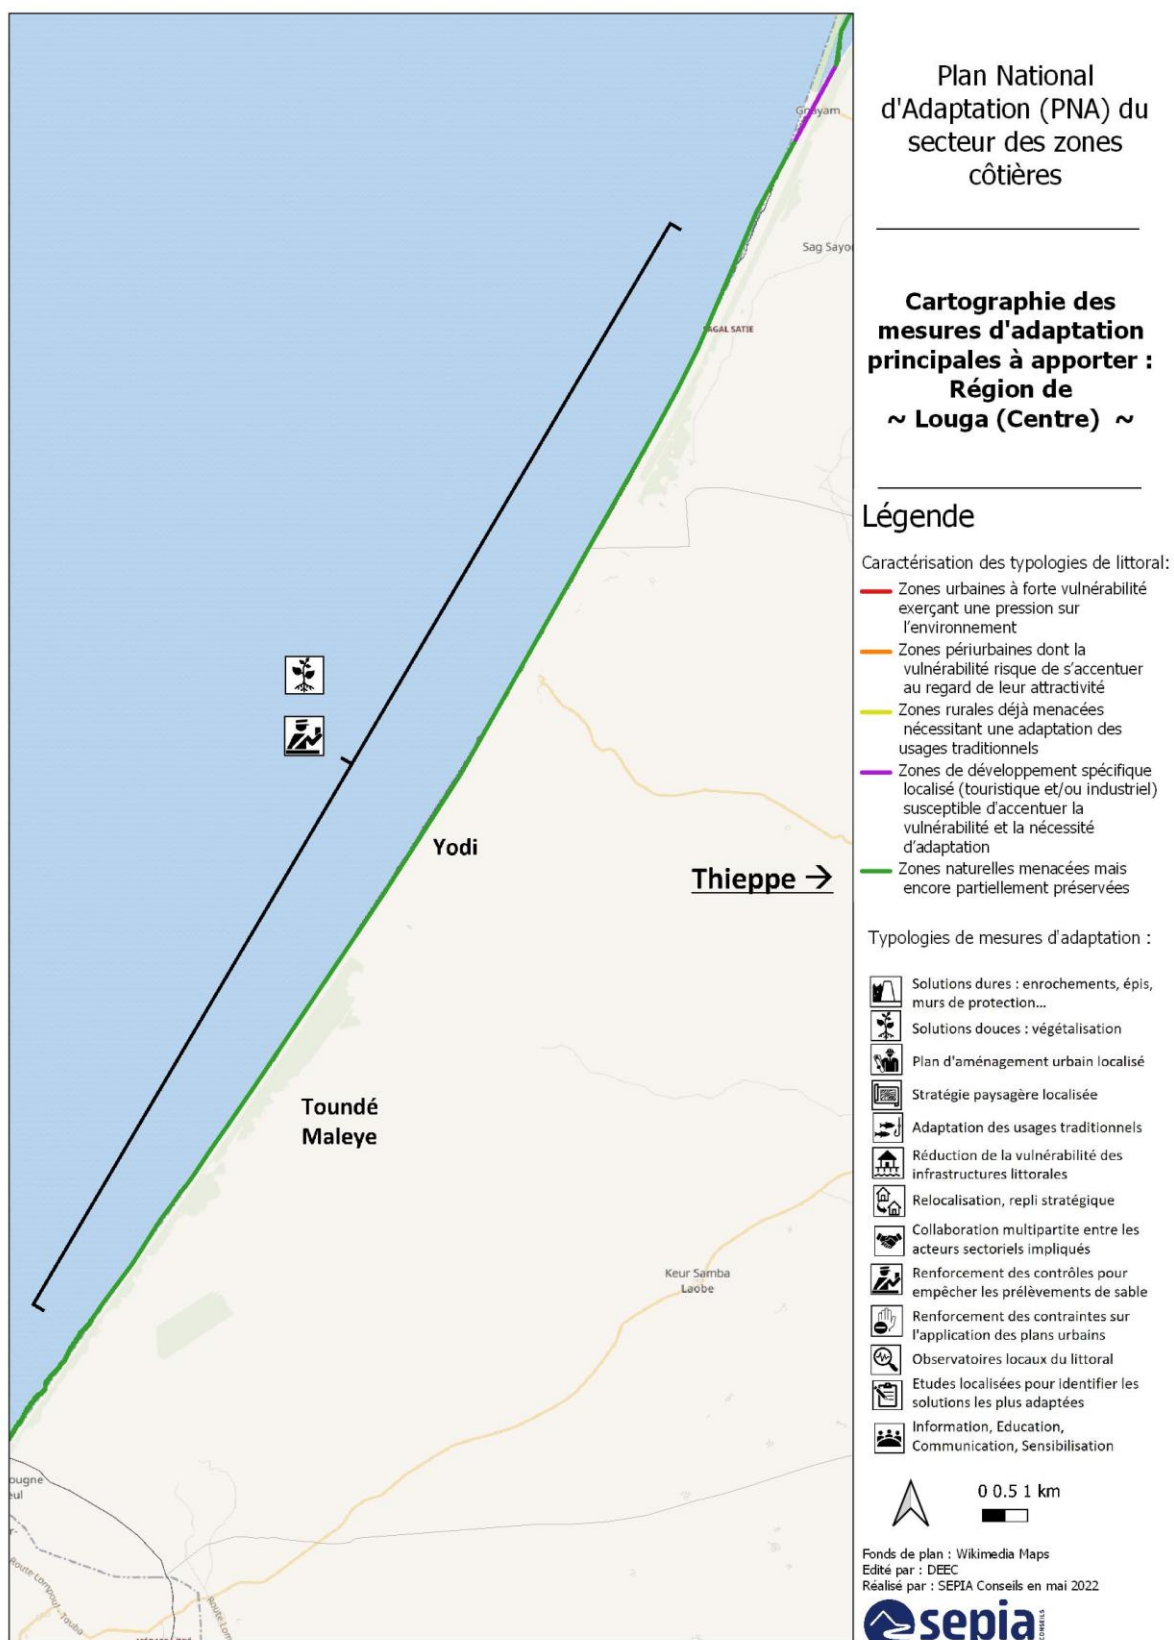 Gnayam
Sag Sayo
SAGAL SATIE
Yodi
Thieppe →
Toundé
Maleye
Keur Samba
Laobe
ougne
eul
Route Lompoul - Touba
Plan National
d'Adaptation (PNA) du
secteur des zones
côtières
Cartographie des
mesures d'adaptation
principales à apporter :
Région de
~ Louga (Centre) ~
Légende
Caractérisation des typologies de littoral:
Zones urbaines à forte vulnérabilité
exerçant une pression sur
l'environnement
Zones périurbaines dont la
vulnérabilité risque de s'accentuer
au regard de leur attractivité
Zones rurales déjà menacées
nécessitant une adaptation des
usages traditionnels
Zones de développement spécifique
localisé (touristique et/ou industriel)
susceptible d'accentuer la
vulnérabilité et la nécessité
d'adaptation
Zones naturelles menacées mais
encore partiellement préservées
Typologies de mesures d'adaptation :
Solutions dures : enrochements, épis,
murs de protection...
Solutions douces : végétalisation
Plan d'aménagement urbain localisé
Stratégie paysagère localisée
Adaptation des usages traditionnels
Réduction de la vulnérabilité des
infrastructures littorales
Relocalisation, repli stratégique
Collaboration multipartite entre les
acteurs sectoriels impliqués
Renforcement des contrôles pour
empêcher les prélèvements de sable
Renforcement des contraintes sur
l'application des plans urbains
Observatoires locaux du littoral
Etudes localisées pour identifier les
solutions les plus adaptées
Information, Education,
Communication, Sensibilisation
0 0.5 1 km
Fonds de plan : Wikimedia Maps
Edité par : DEEC
Réalisé par : SEPIA Conseils en mai 2022
sepia
CONSEILS